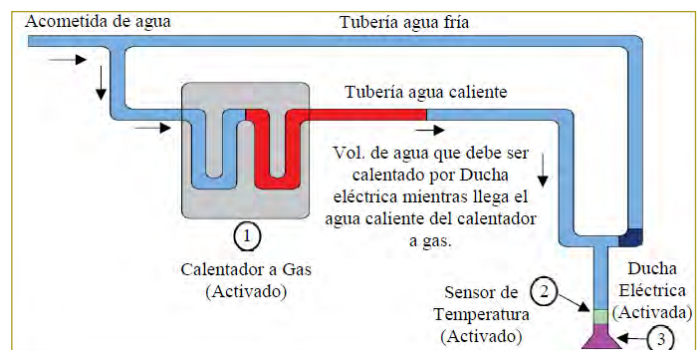 Acometida de agua
Tubería agua fría
Tubería agua caliente
Vol. de agua que debe ser
calentado por Ducha
eléctrica mientras llega el
agua caliente del calentador
a gas.
1
Calentador a Gas
(Activado)
Sensor de
Temperatura
(Activado)
2
Ducha
Eléctrica
(Activada)
3